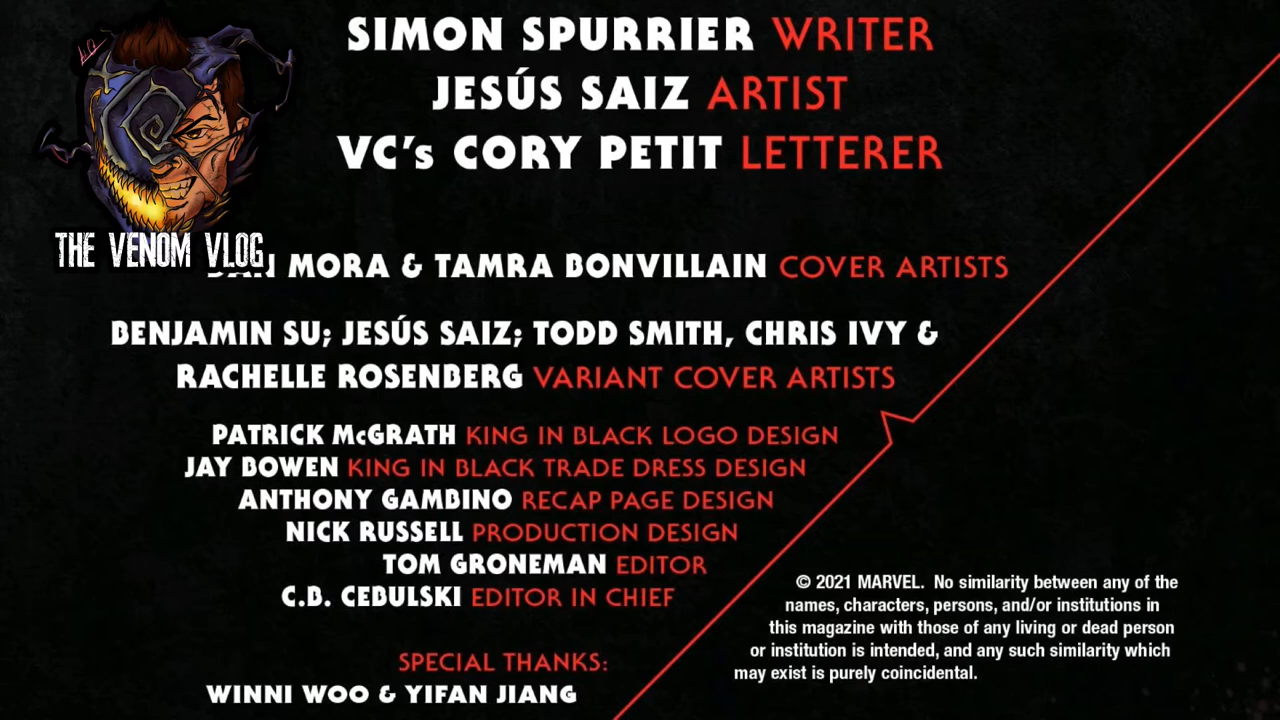 SIMON SPURRIER WRITER
JESÚS SAIZ ARTIST
VC's CORY PETIT LETTERER
THE VENOM VLOG
MORA & TAMRA BONVILLAIN COVER ARTISTS
BENJAMIN SU; JESÚS SAIZ; TODD SMITH, CHRIS IVY &
RACHELLE ROSENBERG VARIANT COVER ARTISTS
PATRICK McGRATH KING IN BLACK LOGO DESIGN
JAY BOWEN KING IN BLACK TRADE DRESS DESIGN
ANTHONY GAMBINO RECAP PAGE DESIGN
NICK RUSSELL PRODUCTION DESIGN
TOM GRONEMAN EDITOR
C.B. CEBULSKI EDITOR IN CHIEF
SPECIAL THANKS:
WINNI WOO & YIFAN JIANG
© 2021 MARVEL. No similarity between any of the
names, characters, persons, and/or institutions in
this magazine with those of any living or dead person
or institution is intended, and any such similarity which
may exist is purely coincidental.